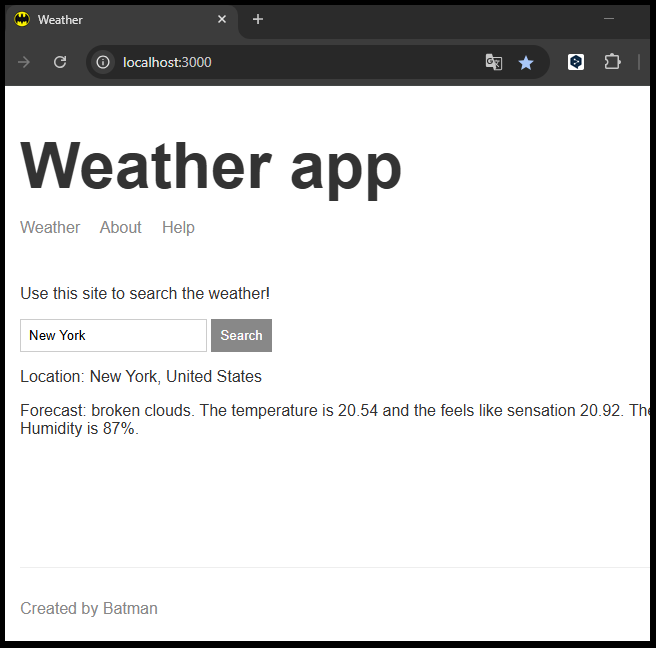 Weather
localhost:3000
Weather app
Weather About Help
Use this site to search the weather!
New York Search
Location: New York, United States
Forecast: broken clouds. The temperature is 20.54 and the feels like sensation 20.92. The
Humidity is 87%.
Created by Batman